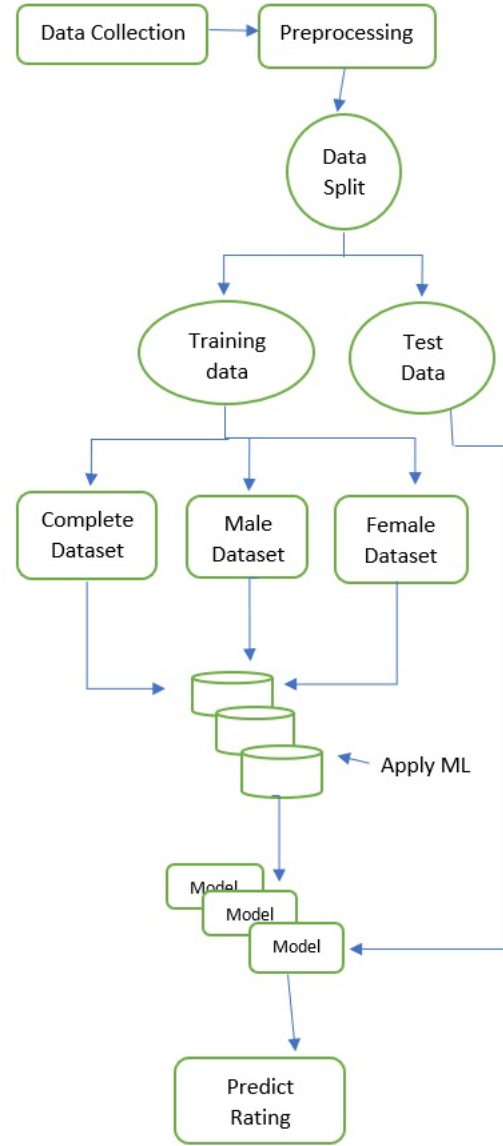 Data Collection
Preprocessing
Data
Split
Training
data
Test
Data
Complete
Dataset
Male
Dataset
Female
Dataset
Apply ML
Model
Model
Model
Predict
Rating